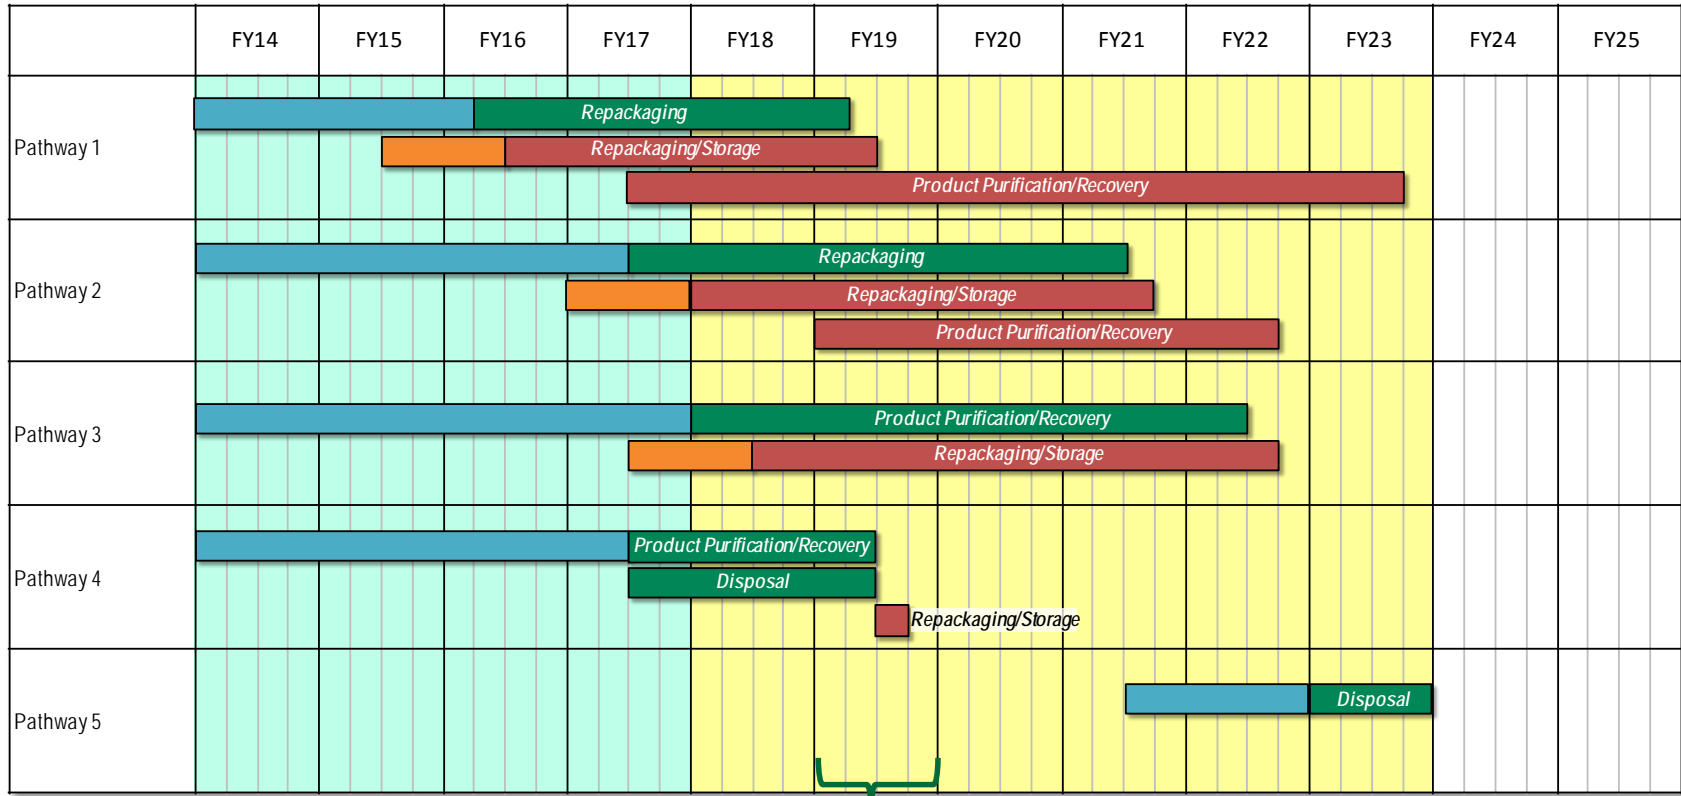 FY14 FY15 FY16 FY17 FY18 FY19 FY20 FY21 FY22 FY23 FY24 FY25
Pathway 1
Repackaging
Repackaging/Storage
Product Purification/Recovery
Pathway 2
Repackaging
Repackaging/Storage
Product Purification/Recovery
Pathway 3
Product Purification/Recovery
Repackaging/Storage
Pathway 4
Product Purification/Recovery
Disposal
Repackaging/Storage
Pathway 5
Disposal